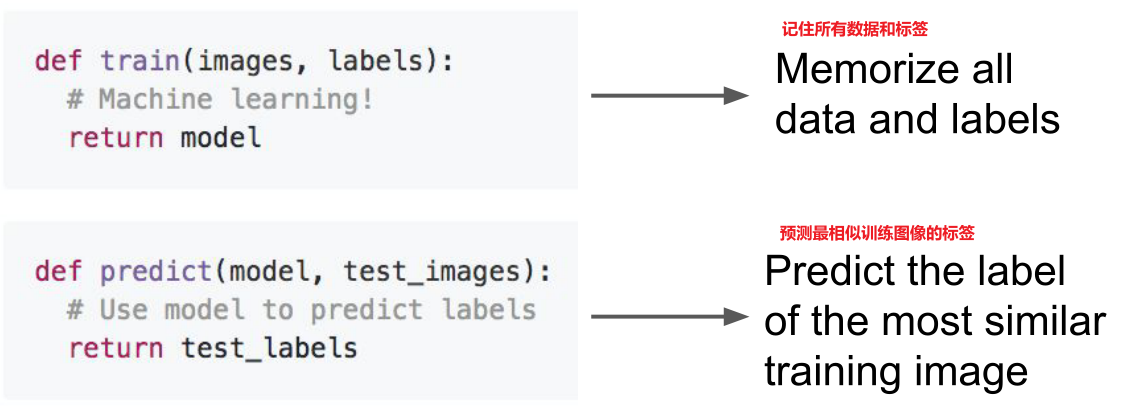 def train(images, labels):
# Machine learning!
return model
记住所有数据和标签
Memorize all
data and labels
def predict(model, test_images):
# Use model to predict labels
return test_labels
预测最相似训练图像的标签
Predict the label
of the most similar
training image